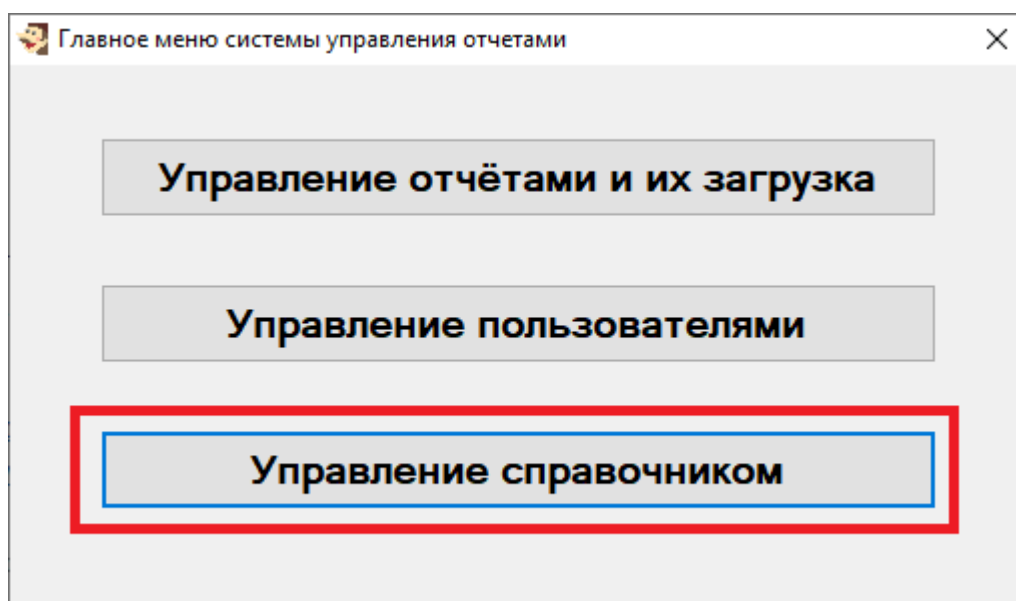 Главное меню системы управления отчетами
Управление отчётами и их загрузка
Управление пользователями
Управление справочником